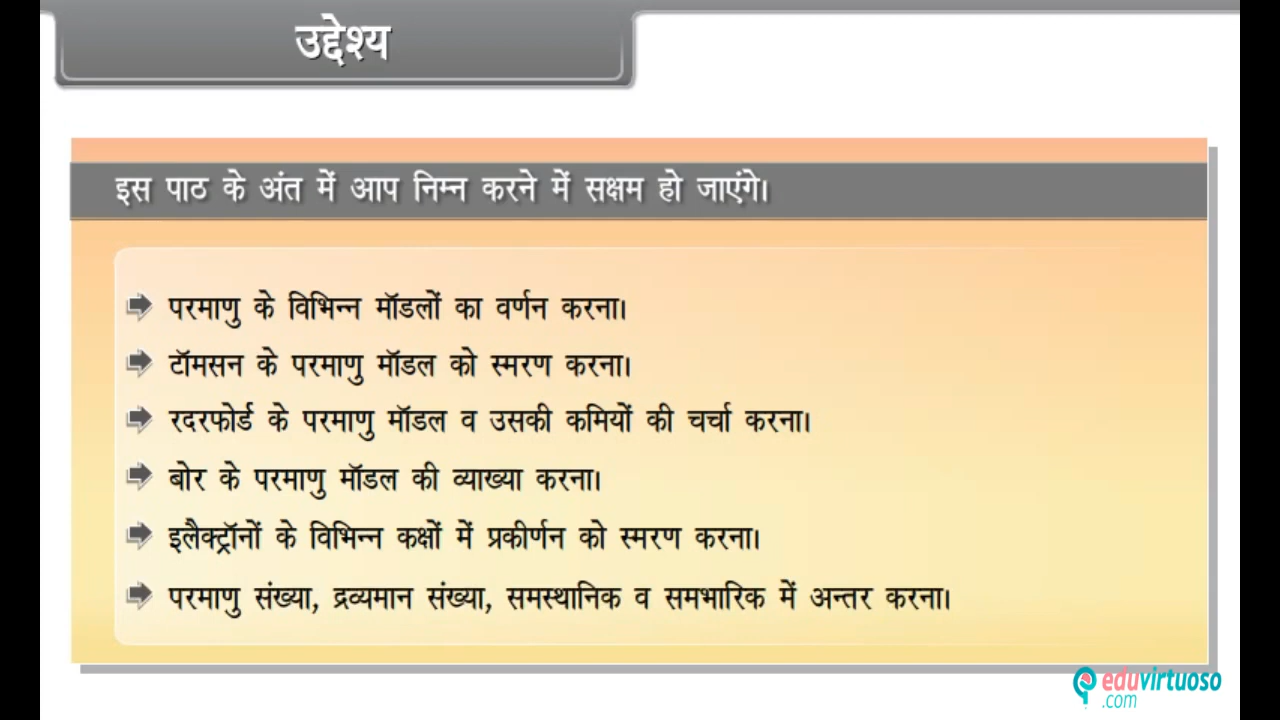 उद्देश्य
इस पाठ के अंत में आप निम्न करने में सक्षम हो जाएंगे।
परमाणु के विभिन्न मॉडलों का वर्णन करना।
टॉमसन के परमाणु मॉडल को स्मरण करना।
रदरफोर्ड के परमाणु मॉडल व उसकी कमियों की चर्चा करना।
बोर के परमाणु मॉडल की व्याख्या करना।
इलैक्ट्रॉनों के विभिन्न कक्षों में प्रकीर्णन को स्मरण करना।
परमाणु संख्या, द्रव्यमान संख्या, समस्थानिक व समभारिक में अन्तर करना।
eduvirtuoso
.com